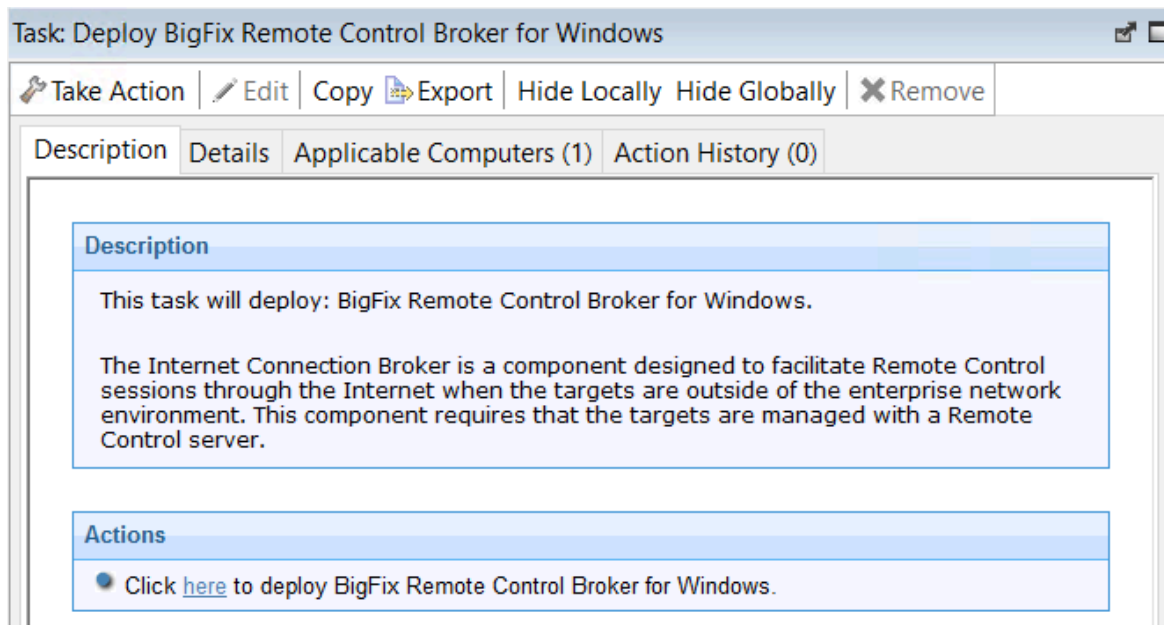 Task: Deploy BigFix Remote Control Broker for Windows
Take Action Edit Copy Export Hide Locally Hide Globally Remove
Description Details Applicable Computers (1) Action History (0)
Description
This task will deploy: BigFix Remote Control Broker for Windows.
The Internet Connection Broker is a component designed to facilitate Remote Control
sessions through the Internet when the targets are outside of the enterprise network
environment. This component requires that the targets are managed with a Remote
Control server.
Actions
Click here to deploy BigFix Remote Control Broker for Windows.